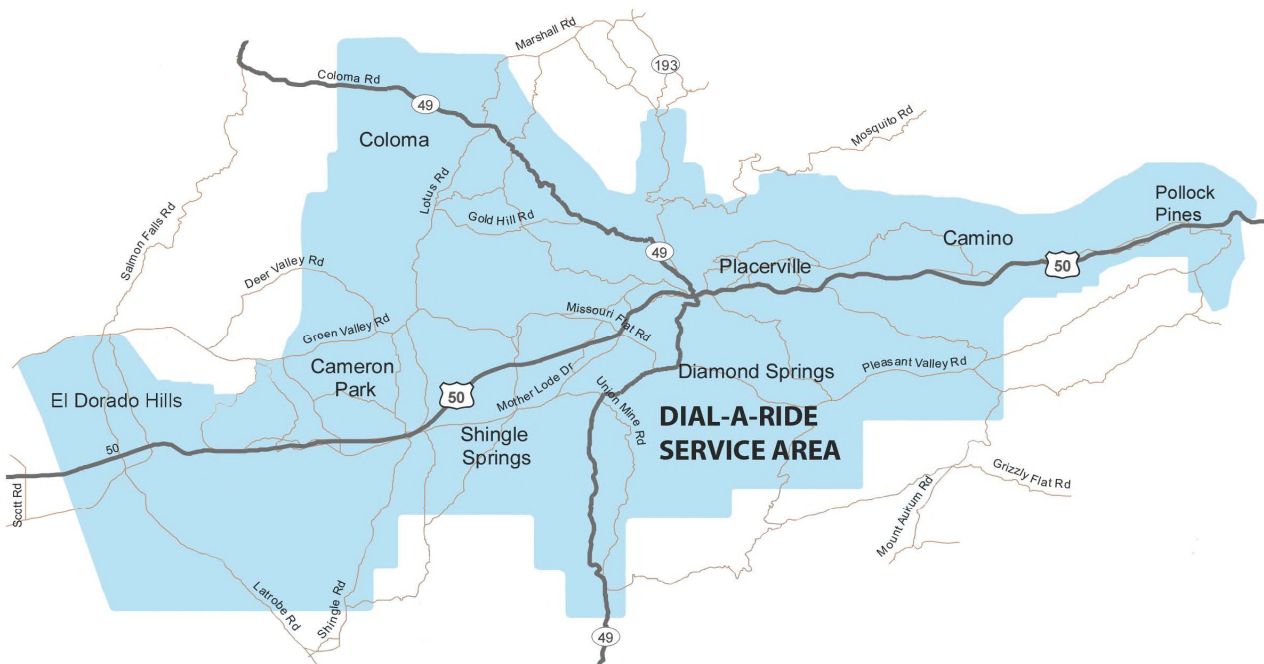 Marshall Rd
193
Coloma Rd
49
Mosquito Rd
Coloma
Lotus Rd
Pollock
Pines
Salmon Falls Rd
Gold Hill Rd
Camino
49
Placerville
50
Deer Valley Rd
Missouri Flat Rd
Green Valley Rd
Cameron
Park
Pleasant Valley Rd
Diamond Springs
El Dorado Hills
50
Mother Lode Dr
Union Mine Rd
DIAL-A-RIDE
SERVICE AREA
Shingle
Springs
50
Scott Rd
Grizzly Flat Rd
Mount Aukum Rd
Latrobe Rd
Shingle Rd
49